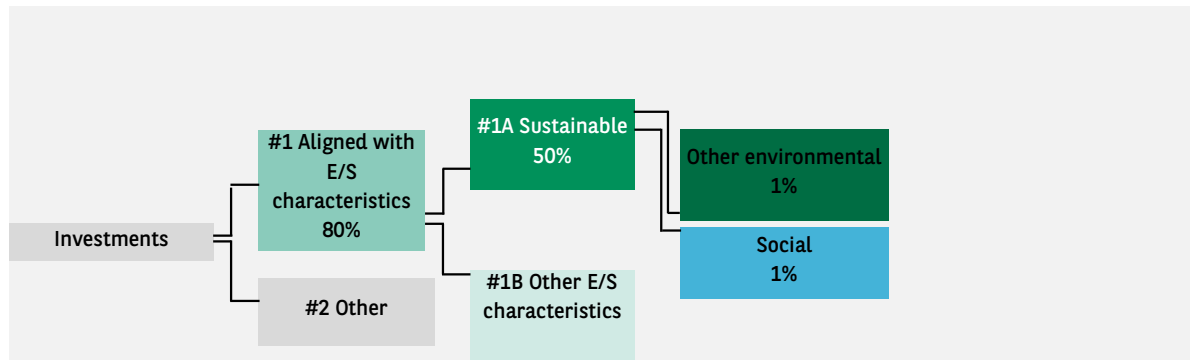 #1A Sustainable
50%
#1 Aligned with
E/S
characteristics
80%
Other environmental
1%
Investments
Social
1%
#2 Other
#1B Other E/S
characteristics